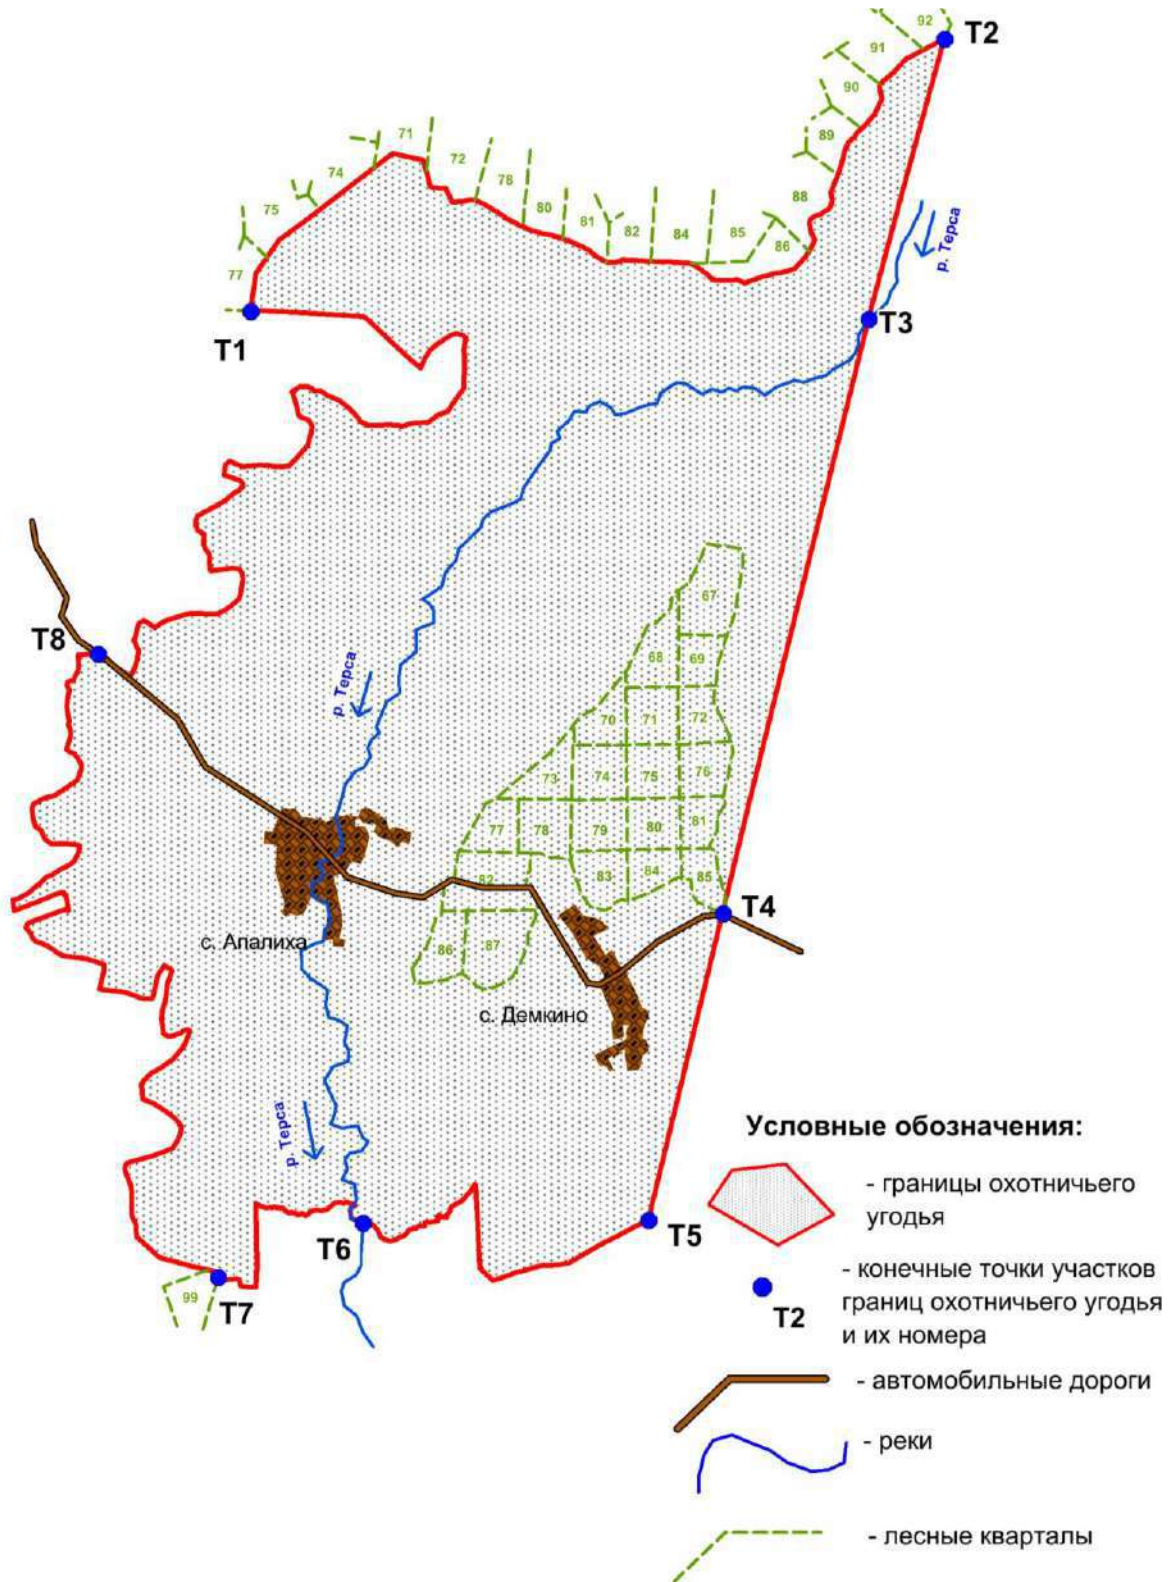 92
T2
91
90
71
89
74
72
78
75
88
80
81
82
84
85
86
р. Терса
77
T1
T3
67
T8
68
69
р. Терса
70
71
72
73
74
75
76
77
78
79
80
81
82
83
84
85
T4
с. Апалиха
86
87
с. Демкино
р. Терса
T6
T5
99
T7
Условные обозначения:
- границы охотничьего
угодья
- конечные точки участков
границ охотничьего угодья
и их номера
T2
- автомобильные дороги
- реки
- лесные кварталы